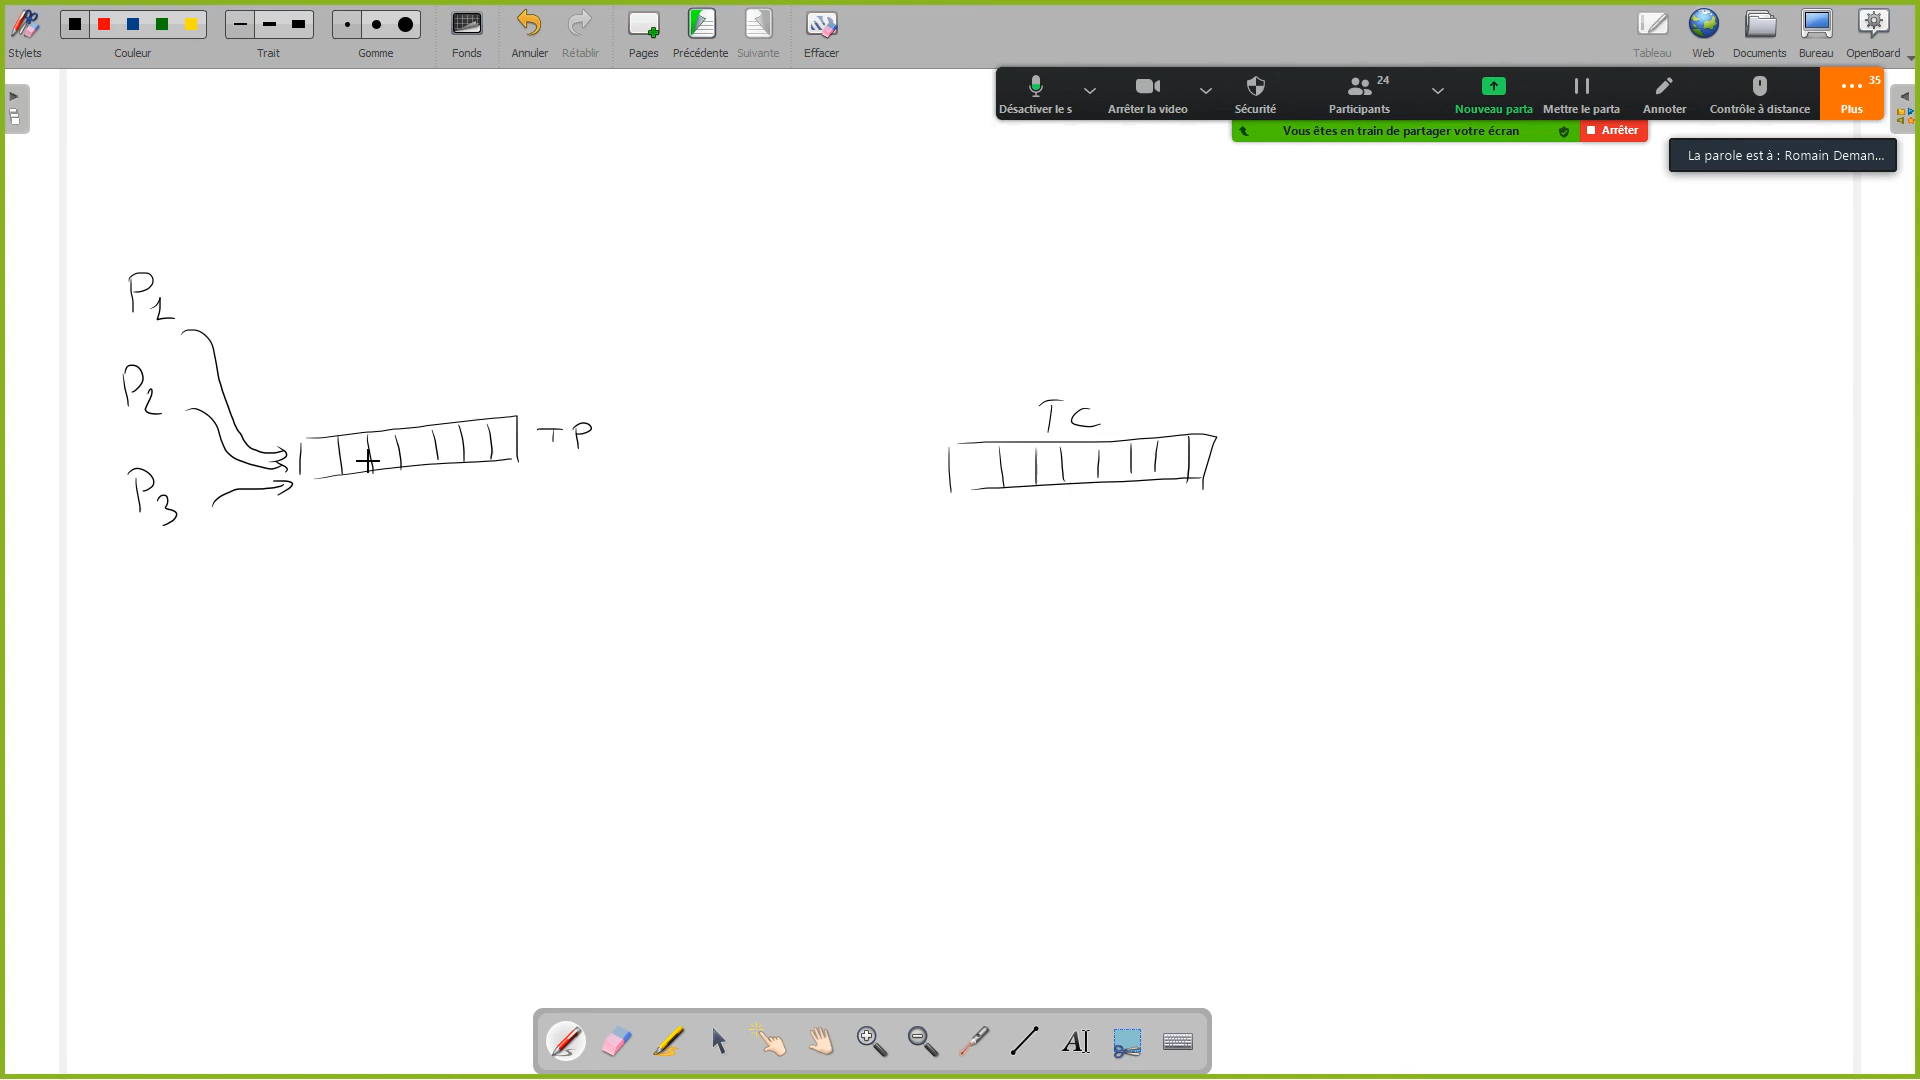 Stylets Couleur Trait Gomme Fonds Annuler Rétablir Pages Précédente Suivante Effacer Tableau Web Documents Bureau OpenBoard
24 35
Désactiver le s Arrêter la video Sécurité Participants Nouveau parta Mettre le parta Annoter Contrôle à distance Plus
Vous êtes en train de partager votre écran Arrêter
La parole est à : Romain Deman...
P1
P2
TP
TC
P3
AI